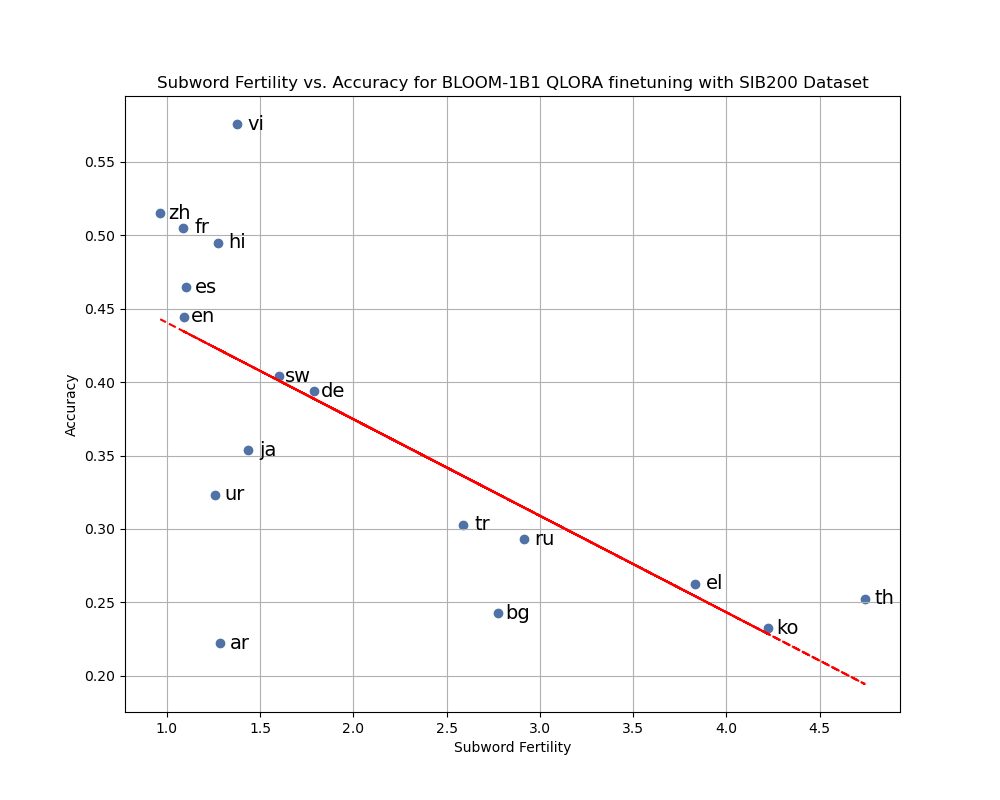 Subword Fertility vs. Accuracy for BLOOM-1B1 QLORA finetuning with SIB200 Dataset
vi
0.55
zh
fr
0.50
hi
es
0.45
en
0.40
sw
de
Accuracy
0.35
ja
ur
0.30
tr
ru
el
0.25
th
bg
ko
ar
0.20
1.0 1.5 2.0 2.5 3.0 3.5 4.0 4.5
Subword Fertility